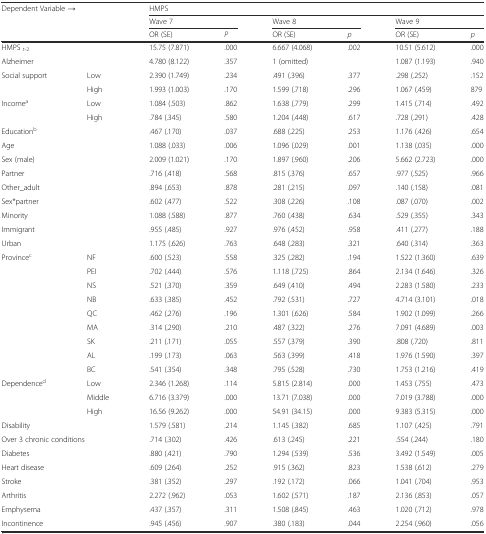 Dependent Variable → HMPS
Wave 7 Wave 8 Wave 9
OR (SE) P OR (SE) p OR (SE) p
HMPS t-2 15.75 (7.871) .000 6.667 (4.068) .002 10.51 (5.612) .000
Alzheimer 4.780 (8.122) .357 1 (omitted) 1.087 (1.193) .940
Social support Low 2.390 (1.749) .234 .491 (.396) .377 .298 (.252) .152
High 1.993 (1.003) .170 1.599 (.718) .296 1.067 (.459) 879
Incomeª Low 1.084 (.503) .862 1.638 (.779) .299 1.415 (.714) .492
High .784 (.345) .580 1.204 (.448) .617 .728 (.291) .428
Educationᵇ .467 (.170) .037 .688 (.225) .253 1.176 (.426) .654
Age 1.088 (.033) .006 1.096 (.029) .001 1.138 (.035) .000
Sex (male) 2.009 (1.021) .170 1.897 (.960) .206 5.662 (2.723) .000
Partner .716 (.418) .568 .815 (.376) .657 .977 (.525) .966
Other_adult .894 (.653) .878 .281 (.215) .097 .140 (.158) .081
Sex*partner .602 (.477) .522 .308 (.226) .108 .087 (.070) .002
Minority 1.088 (.588) .877 .760 (.438) .634 .529 (.355) .343
Immigrant .955 (.485) .927 .976 (.452) .958 .411 (.277) .188
Urban 1.175 (.626) .763 .648 (.283) .321 .640 (.314) .363
Provinceᶜ NF .600 (.523) .558 .325 (.282) .194 1.522 (1.360) .639
PEI .702 (.444) .576 1.118 (.725) .864 2.134 (1.646) .326
NS .521 (.370) .359 .649 (.410) .494 2.283 (1.580) .233
NB .633 (.385) .452 .792 (.531) .727 4.714 (3.101) .018
QC .462 (.276) .196 1.301 (.626) .584 1.902 (1.099) .266
MA .314 (.290) .210 .487 (.322) .276 7.091 (4.689) .003
SK .211 (.171) .055 .557 (.379) .390 .808 (.720) .811
AL .199 (.173) .063 .563 (.399) .418 1.976 (1.590) .397
BC .541 (.354) .348 .795 (.528) .730 1.753 (1.216) .419
Dependenceᵈ Low 2.346 (1.268) .114 5.815 (2.814) .000 1.453 (.755) .473
Middle 6.716 (3.379) .000 13.71 (7.038) .000 7.019 (3.788) .000
High 16.56 (9.262) .000 54.91 (34.15) .000 9.383 (5.315) .000
Disability 1.579 (.581) .214 1.145 (.382) .685 1.107 (.425) .791
Over 3 chronic conditions .714 (.302) .426 .613 (.245) .221 .554 (.244) .180
Diabetes .880 (.421) .790 1.294 (.539) .536 3.492 (1.549) .005
Heart disease .609 (.264) .252 .915 (.362) .823 1.538 (.612) .279
Stroke .381 (.352) .297 .192 (.172) .066 1.041 (.704) .953
Arthritis 2.272 (.962) .053 1.602 (.571) .187 2.136 (.853) .057
Emphysema .437 (.357) .311 1.508 (.845) .463 1.020 (.712) .978
Incontinence .945 (.456) .907 .380 (.183) .044 2.254 (.960) .056